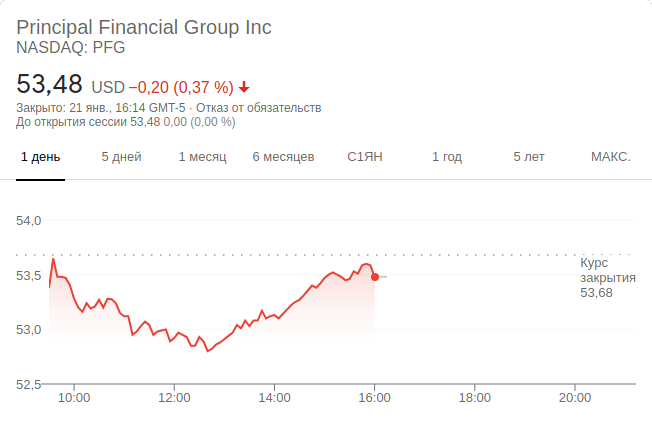 Principal Financial Group Inc
NASDAQ: PFG
53,48 USD −0,20 (0,37 %)
Закрыто: 21 янв., 16:14 GMT-5 · Отказ от обязательств
До открытия сессии 53,48 0,00 (0,00 %)
1 день 5 дней 1 месяц 6 месяцев С1ЯН 1 год 5 лет МАКС.
54,0
Курс
закрытия
53,68
53,5
53,0
52,5
10:00 12:00 14:00 16:00 18:00 20:00